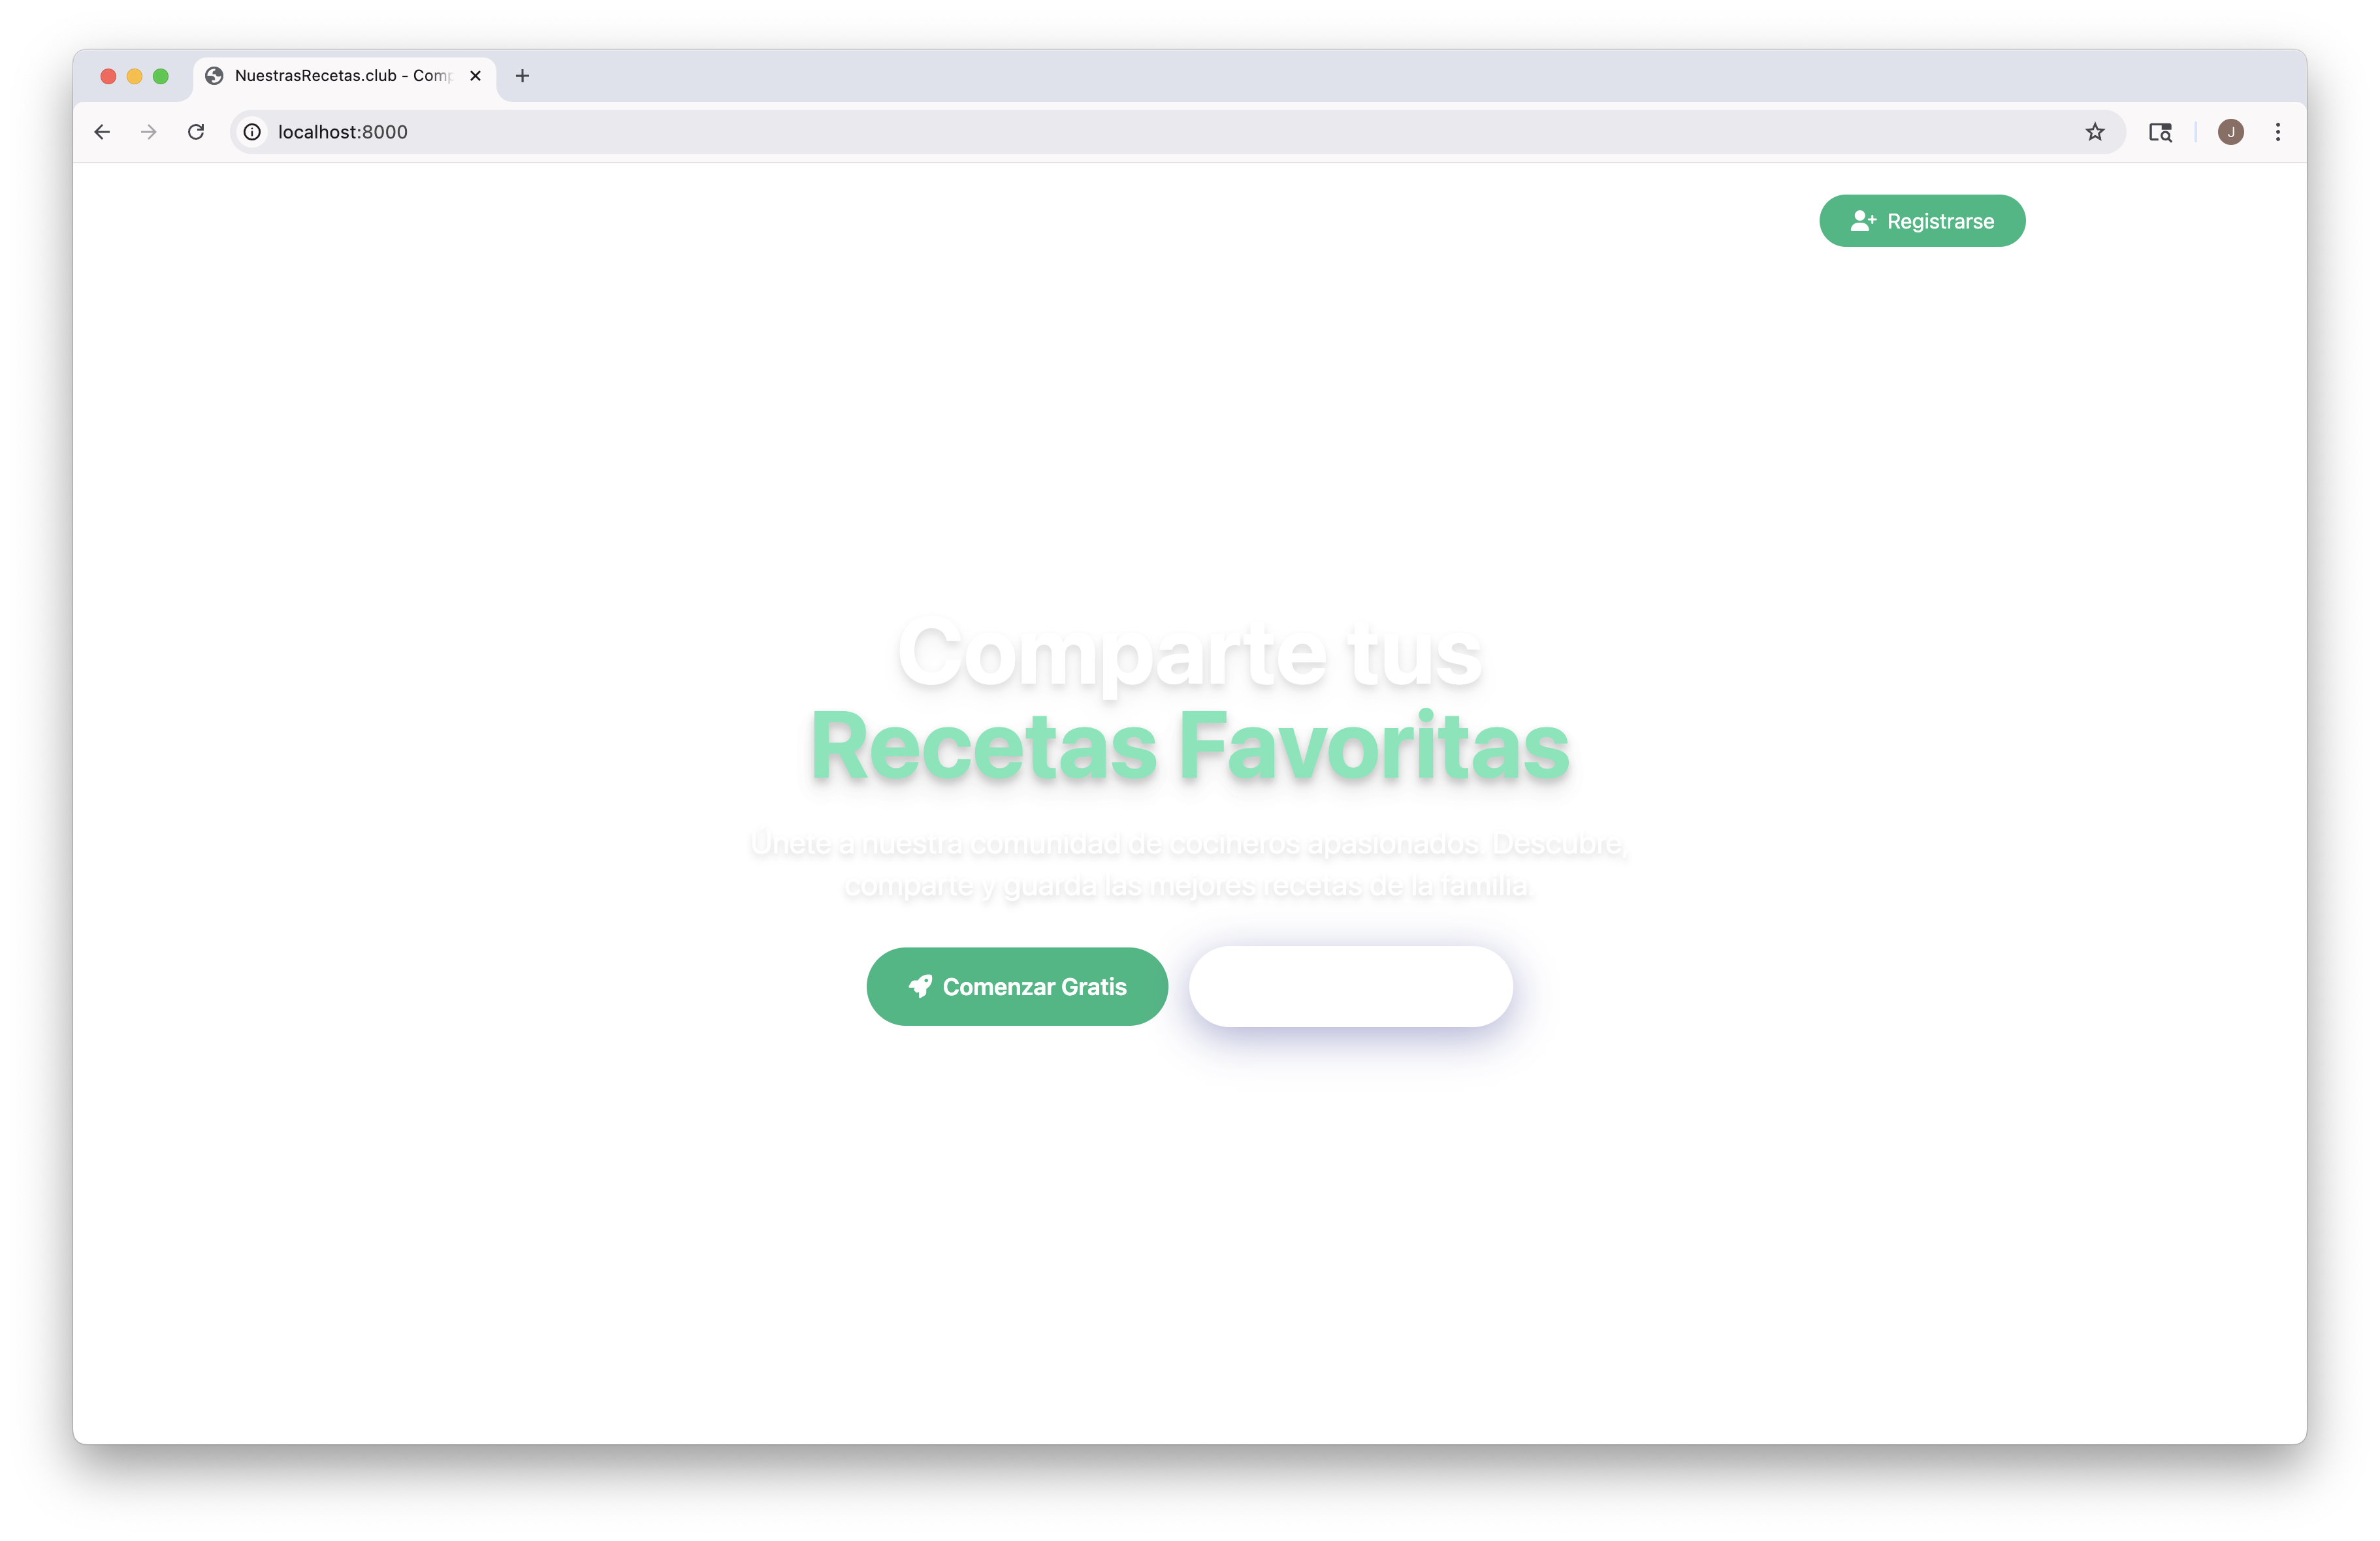 NuestrasRecetas.club - Comp
localhost:8000
J
Registrarse
Comparte tus
Recetas Favoritas
Únete a nuestra comunidad de cocineros apasionados. Descubre,
comparte y guarda las mejores recetas de la familia.
Comenzar Gratis